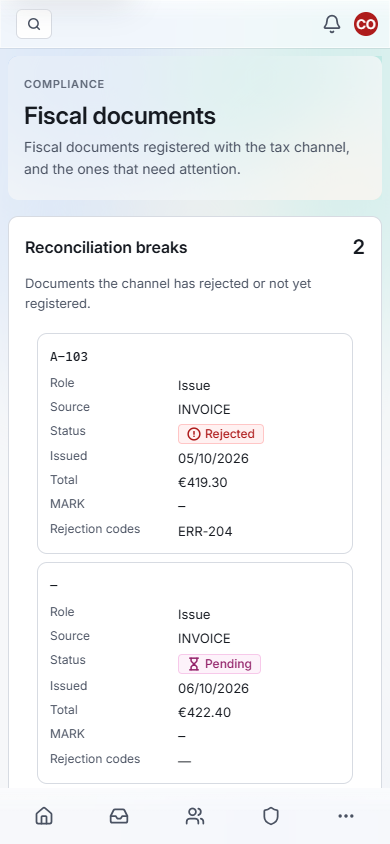 CO
COMPLIANCE
Fiscal documents
Fiscal documents registered with the tax channel,
and the ones that need attention.
Reconciliation breaks 2
Documents the channel has rejected or not yet
registered.
A-103
Role Issue
Source INVOICE
Status Rejected
Issued 05/10/2026
Total €419.30
MARK –
Rejection codes ERR-204
–
Role Issue
Source INVOICE
Status Pending
Issued 06/10/2026
Total €422.40
MARK –
Rejection codes —